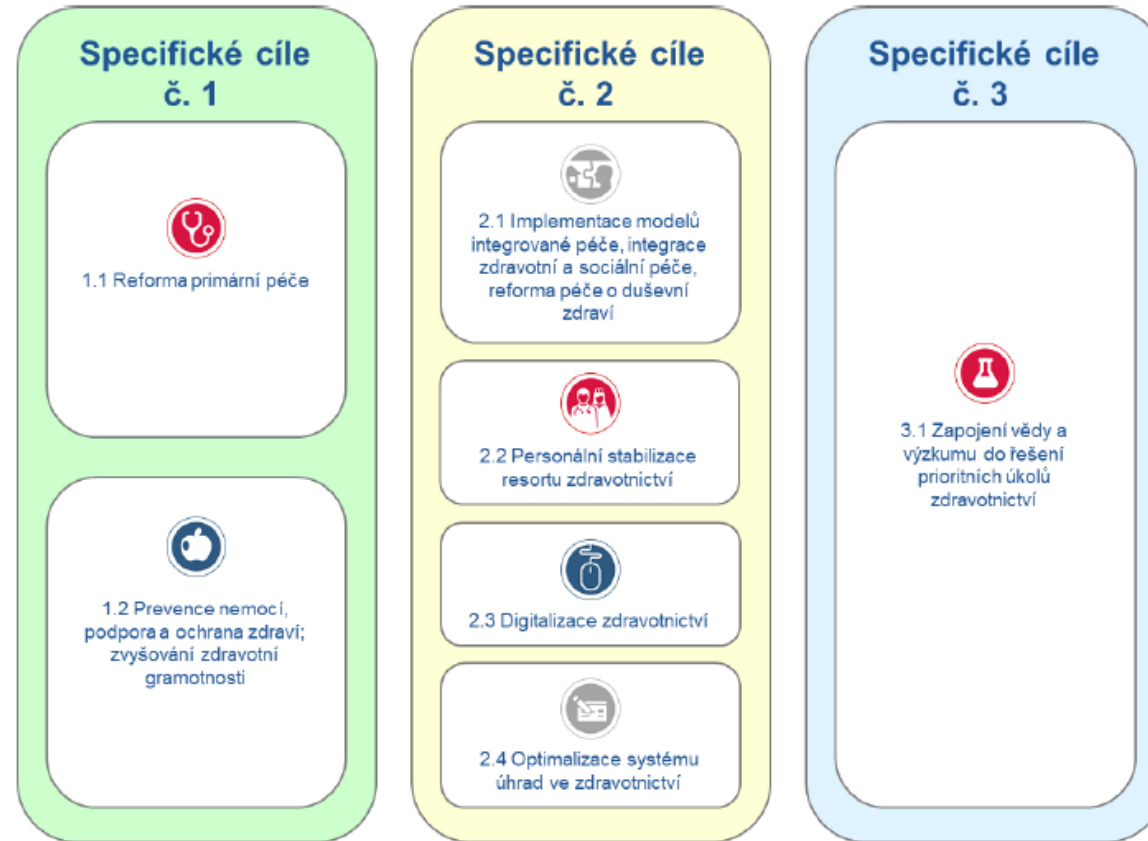 Specifické cíle
č. 1
1.1 Reforma primární péče
1.2 Prevence nemocí,
podpora a ochrana zdraví;
zvyšování zdravotní
gramotnosti
Specifické cíle
č. 2
2.1 Implementace modelů
integrované péče, integrace
zdravotní a sociální péče,
reforma péče o duševní
zdraví
2.2 Personální stabilizace
resortu zdravotnictví
2.3 Digitalizace zdravotnictví
2.4 Optimalizace systému
úhrad ve zdravotnictví
Specifické cíle
č. 3
3.1 Zapojení vědy a
výzkumu do řešení
prioritních úkolů
zdravotnictví